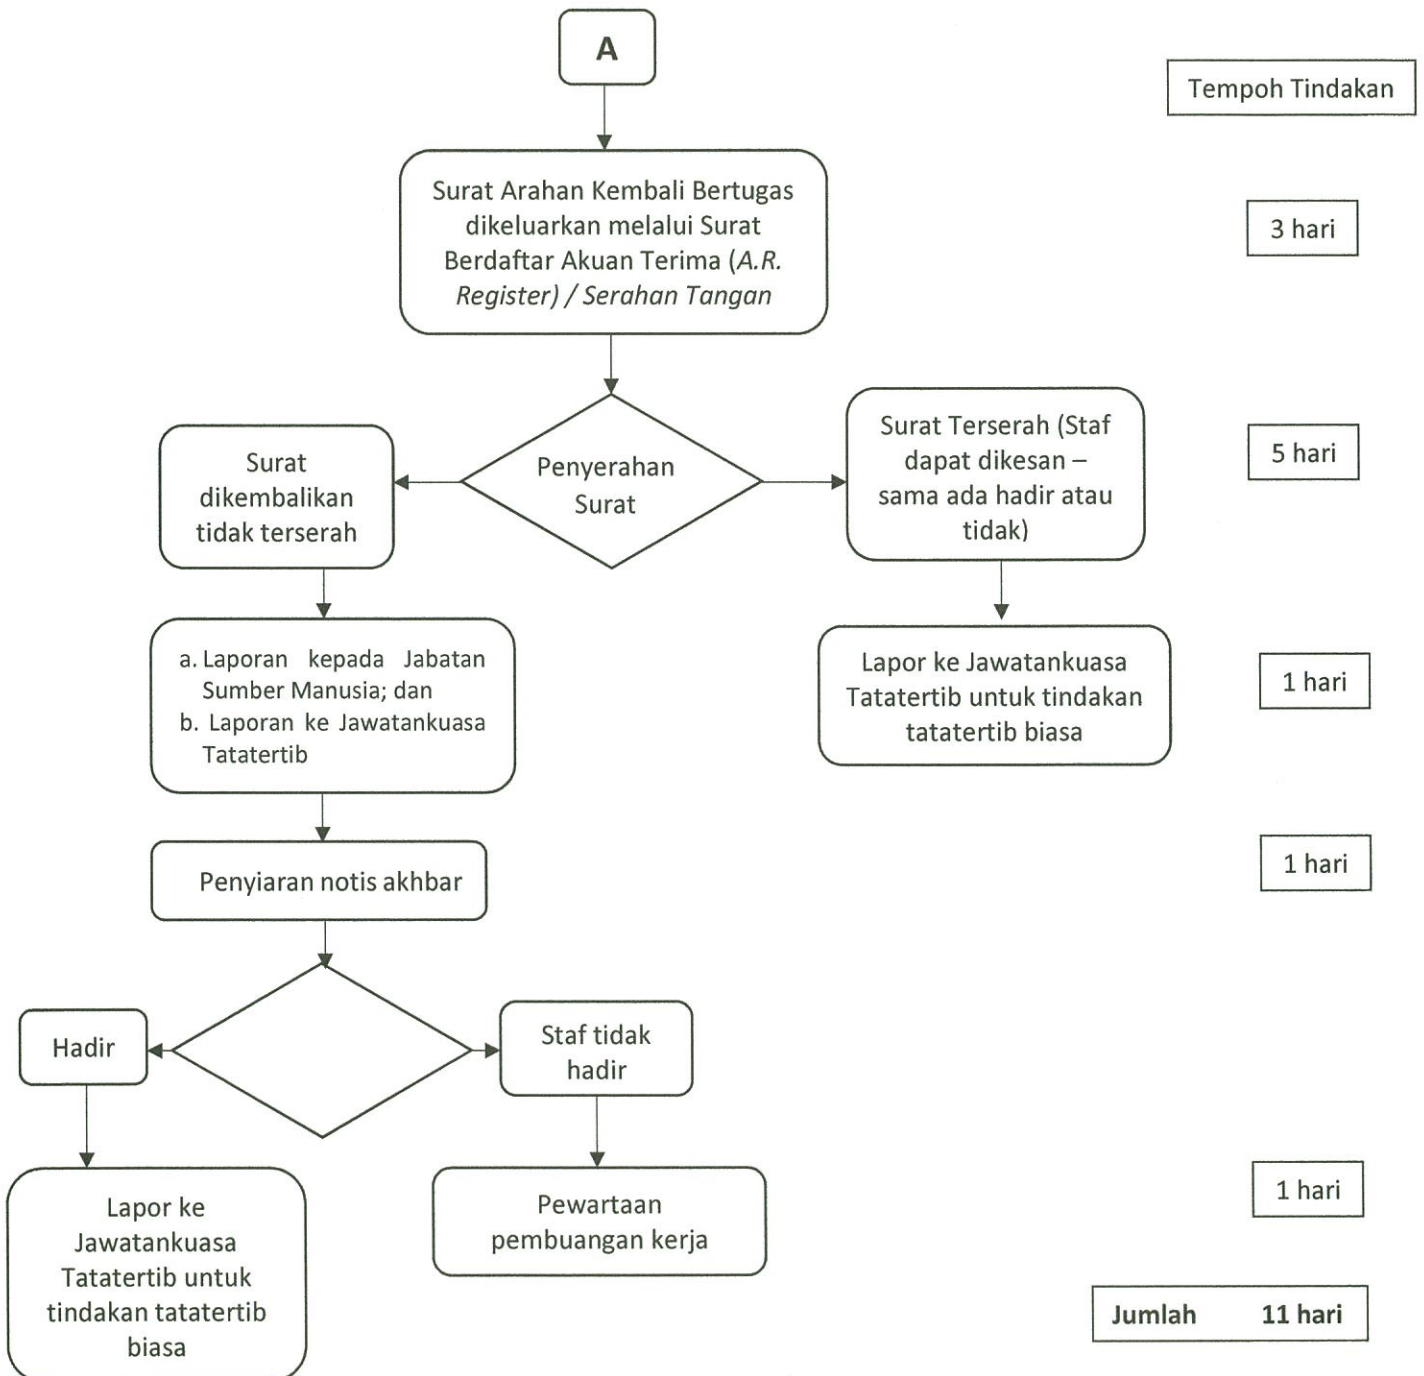 A
Tempoh Tindakan
Surat Arahan Kembali Bertugas
dikeluarkan melalui Surat
Berdaftar Akuan Terima (A.R.
Register) / Serahan Tangan
3 hari
Penyerahan
Surat
Surat
dikembalikan
tidak terserah
Surat Terserah (Staf
dapat dikesan –
sama ada hadir atau
tidak)
5 hari
a. Laporan kepada Jabatan
Sumber Manusia; dan
b. Laporan ke Jawatankuasa
Tatatertib
Lapor ke Jawatankuasa
Tatatertib untuk tindakan
tatatertib biasa
1 hari
Penyiaran notis akhbar
1 hari
Hadir
Staf tidak
hadir
Lapor ke
Jawatankuasa
Tatatertib untuk
tindakan tatatertib
biasa
Pewartaan
pembuangan kerja
1 hari
Jumlah 11 hari